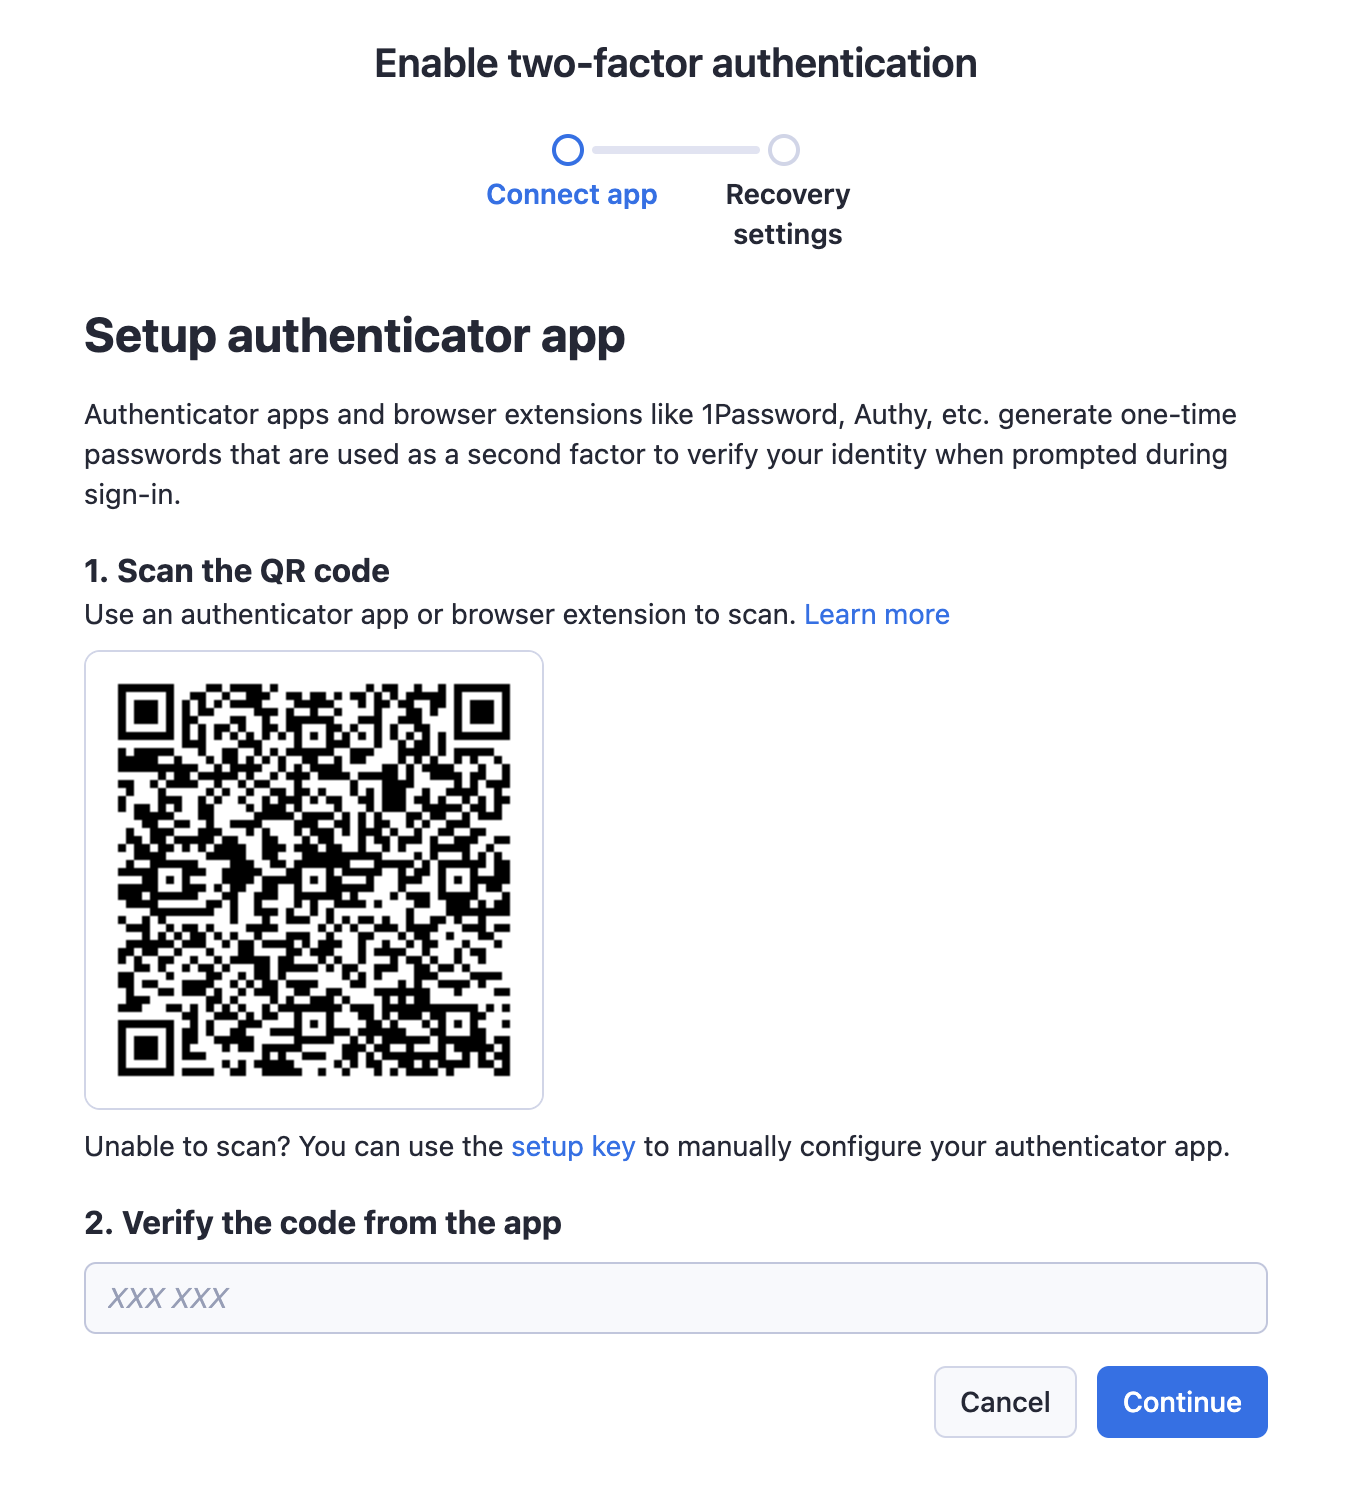 Enable two-factor authentication
Connect app
Recovery
settings
Setup authenticator app
Authenticator apps and browser extensions like 1Password, Authy, etc. generate one-time
passwords that are used as a second factor to verify your identity when prompted during
sign-in.
1. Scan the QR code
Use an authenticator app or browser extension to scan. Learn more
Unable to scan? You can use the setup key to manually configure your authenticator app.
2. Verify the code from the app
XXX XXX
Cancel
Continue